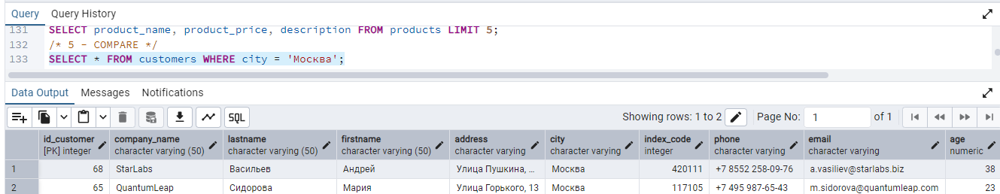 Query Query History
131 SELECT product_name, product_price, description FROM products LIMIT 5;
132 /* 5 - COMPARE */
133 SELECT * FROM customers WHERE city = 'Москва';
Data Output Messages Notifications
SQL Showing rows: 1 to 2 Page No: 1 of 1
id_customer company_name lastname firstname address city index_code phone email age
[PK] integer character varying (50) character varying (50) character varying (50) character varying character varying integer character varying character varying numeric
1 68 StarLabs Васильев Андрей Улица Пушкина, ... Москва 420111 +7 8552 258-09-76 a.vasiliev@starlabs.biz 38
2 65 QuantumLeap Сидорова Мария Улица Горького, 13 Москва 117105 +7 495 987-65-43 m.sidorova@quantumleap.com 23